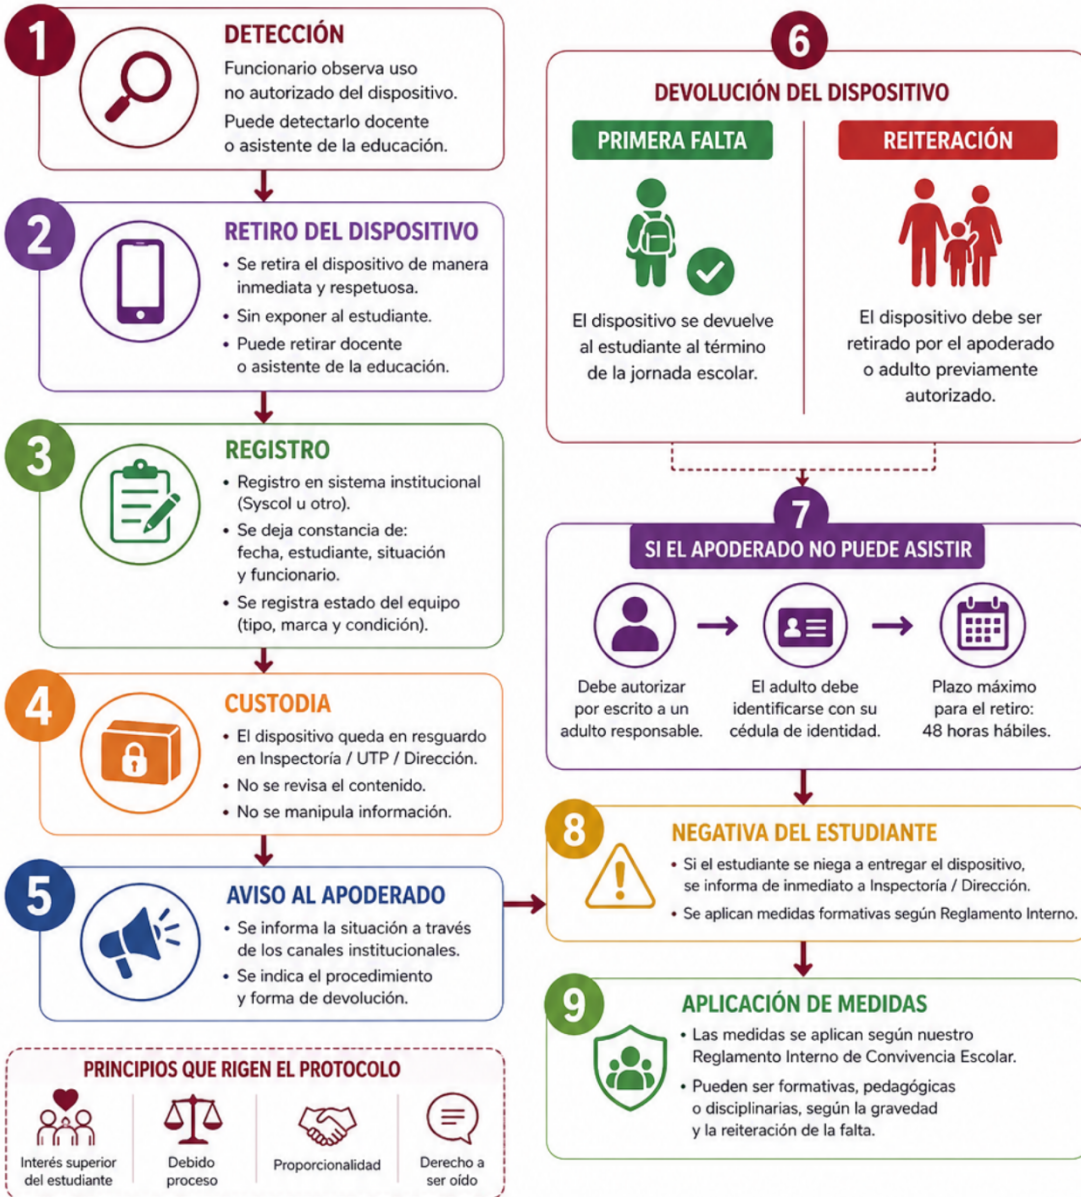 1
DETECCIÓN
Funcionario observa uso
no autorizado del dispositivo.
Puede detectarlo docente
o asistente de la educación.
2
RETIRO DEL DISPOSITIVO
• Se retira el dispositivo de manera
inmediata y respetuosa.
• Sin exponer al estudiante.
• Puede retirar docente
o asistente de la educación.
3
REGISTRO
• Registro en sistema institucional
(Syscol u otro).
• Se deja constancia de:
fecha, estudiante, situación
y funcionario.
• Se registra estado del equipo
(tipo, marca y condición).
4
CUSTODIA
• El dispositivo queda en resguardo
en Inspectoría / UTP / Dirección.
• No se revisa el contenido.
• No se manipula información.
5
AVISO AL APODERADO
• Se informa la situación a través
de los canales institucionales.
• Se indica el procedimiento
y forma de devolución.
PRINCIPIOS QUE RIGEN EL PROTOCOLO
Interés superior
del estudiante
Debido
proceso
Proporcionalidad
Derecho a
ser oído
6
DEVOLUCIÓN DEL DISPOSITIVO
PRIMERA FALTA
El dispositivo se devuelve
al estudiante al término
de la jornada escolar.
REITERACIÓN
El dispositivo debe ser
retirado por el apoderado
o adulto previamente
autorizado.
7
SI EL APODERADO NO PUEDE ASISTIR
Debe autorizar
por escrito a un
adulto responsable.
El adulto debe
identificarse con su
cédula de identidad.
Plazo máximo
para el retiro:
48 horas hábiles.
8
NEGATIVA DEL ESTUDIANTE
• Si el estudiante se niega a entregar el dispositivo,
se informa de inmediato a Inspectoría / Dirección.
• Se aplican medidas formativas según Reglamento Interno.
9
APLICACIÓN DE MEDIDAS
• Las medidas se aplican según nuestro
Reglamento Interno de Convivencia Escolar.
• Pueden ser formativas, pedagógicas
o disciplinarias, según la gravedad
y la reiteración de la falta.